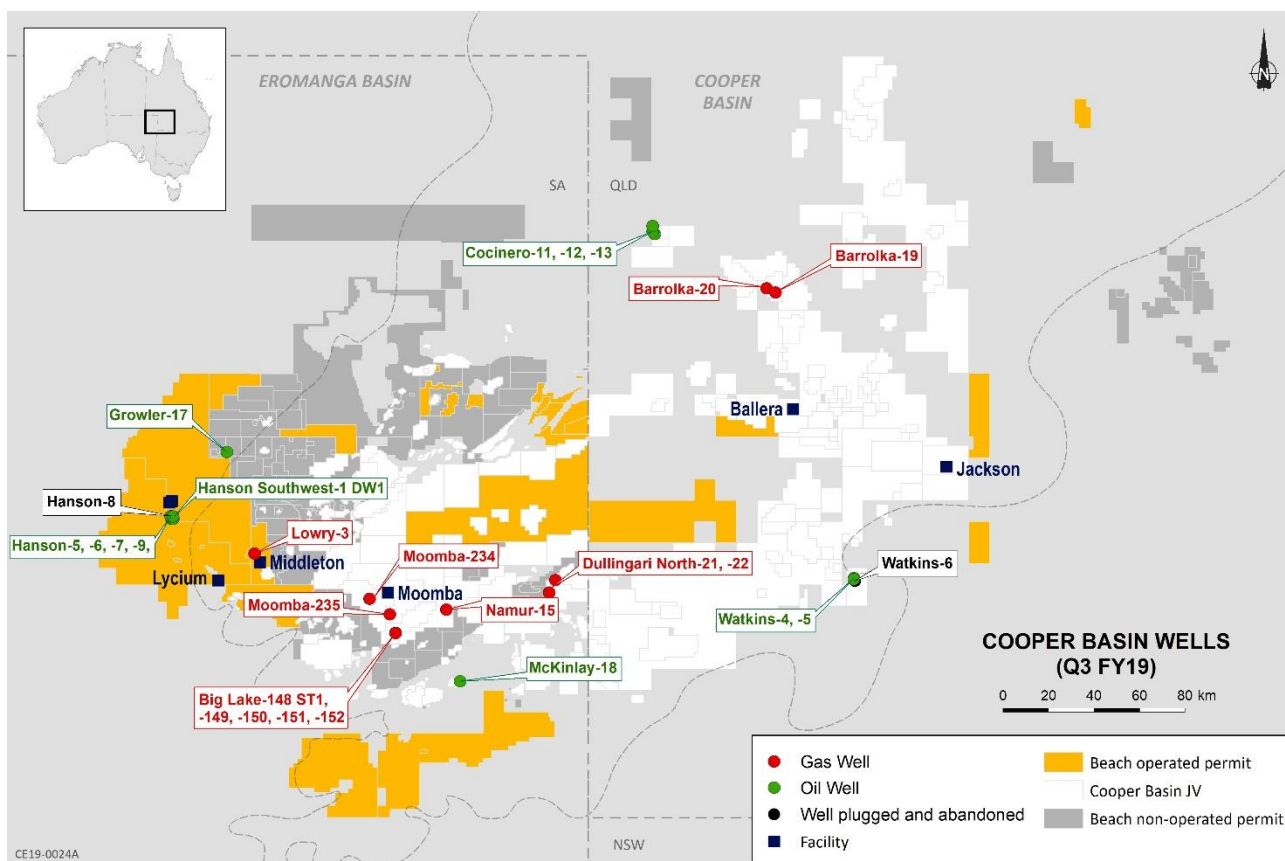 EROMANGA BASIN
COOPER
BASIN
N
SA
QLD
Cocinero-11, -12, -13
Barrolka-19
Barrolka-20
Ballera
Growler-17
Jackson
Hanson-8
Hanson Southwest-1 DW1
Hanson-5, -6, -7, -9,
Lowry-3
Middleton
Lycium
Moomba-234
Dullingari North-21, -22
Watkins-6
Moomba
Moomba-235
Namur-15
Watkins-4, -5
McKinlay-18
Big Lake-148 ST1,
-149, -150, -151, -152
COOPER BASIN WELLS
(Q3 FY19)
0 20 40 60 80 km
Gas Well
Oil Well
Well plugged and abandoned
Facility
Beach operated permit
Cooper Basin JV
Beach non-operated permit
NSW
CE19-0024A